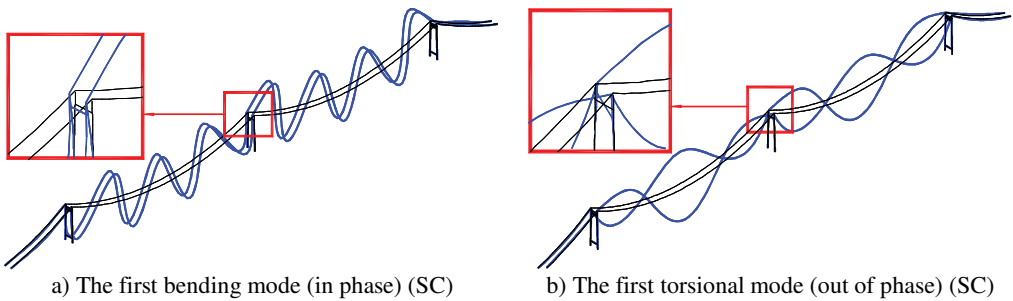 a) The first bending mode (in phase) (SC)
b) The first torsional mode (out of phase) (SC)